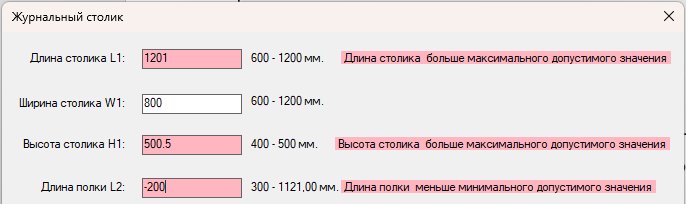 Журнальный столик
Длина столика L1: 1201 600 - 1200 мм. Длина столика больше максимального допустимого значения
Ширина столика W1: 800 600 - 1200 мм.
Высота столика H1: 500.5 400 - 500 мм. Высота столика больше максимального допустимого значения
Длина полки L2: -200 300 - 1121,00 мм. Длина полки меньше минимального допустимого значения